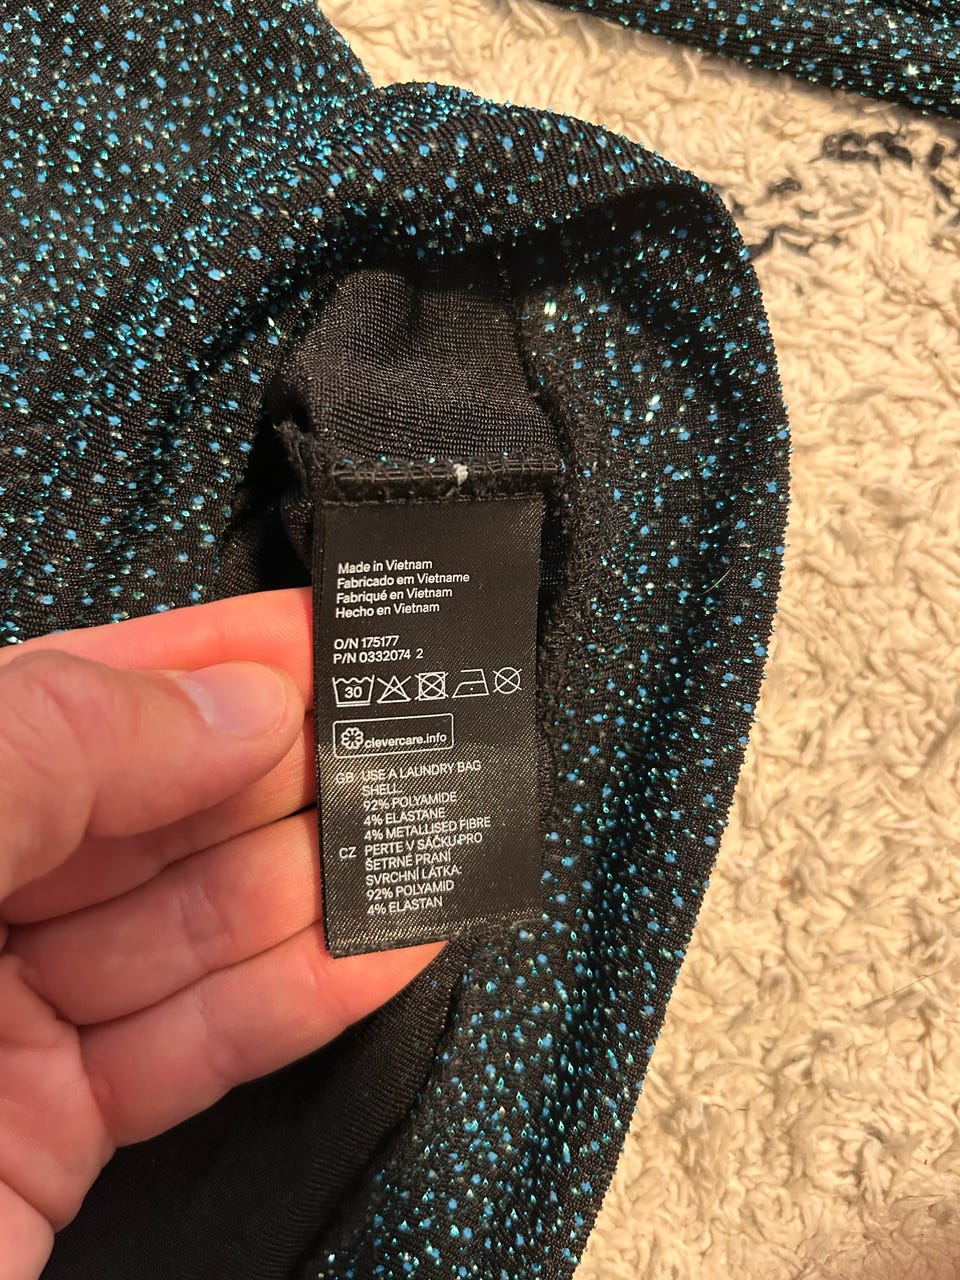 Made in Vietnam
Fabricado em Vietname
Fabriqué en Vietnam
Hecho en Vietnam
O/N 175177
P/N 0332074 2
30
clevercare.info
GB USE A LAUNDRY BAG
SHELL:
92% POLYAMIDE
4% ELASTANE
4% METALLISED FIBRE
CZ PERTE V SÁČKU PRO
ŠETRNÉ PRANÍ
SVRCHNÍ LÁTKA:
92% POLYAMID
4% ELASTAN